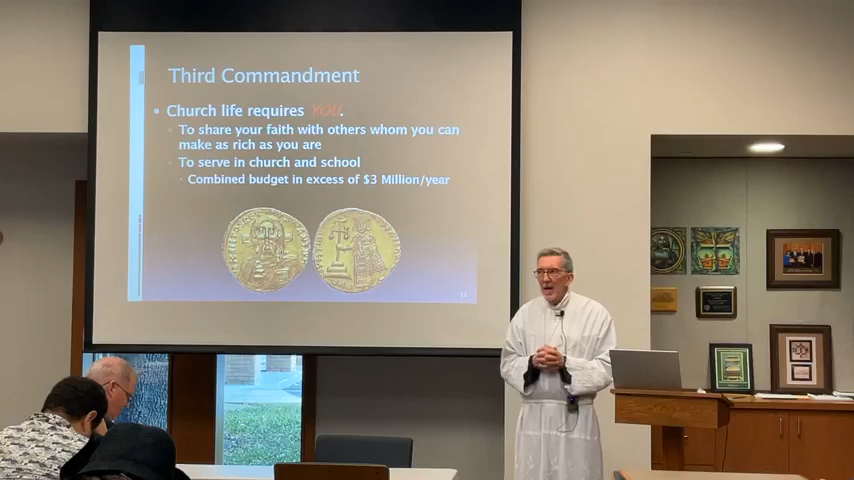 Third Commandment
Church life requires YOU.
To share your faith with others whom you can
make as rich as you are
To serve in church and school
Combined budget in excess of $3 Million/year
32